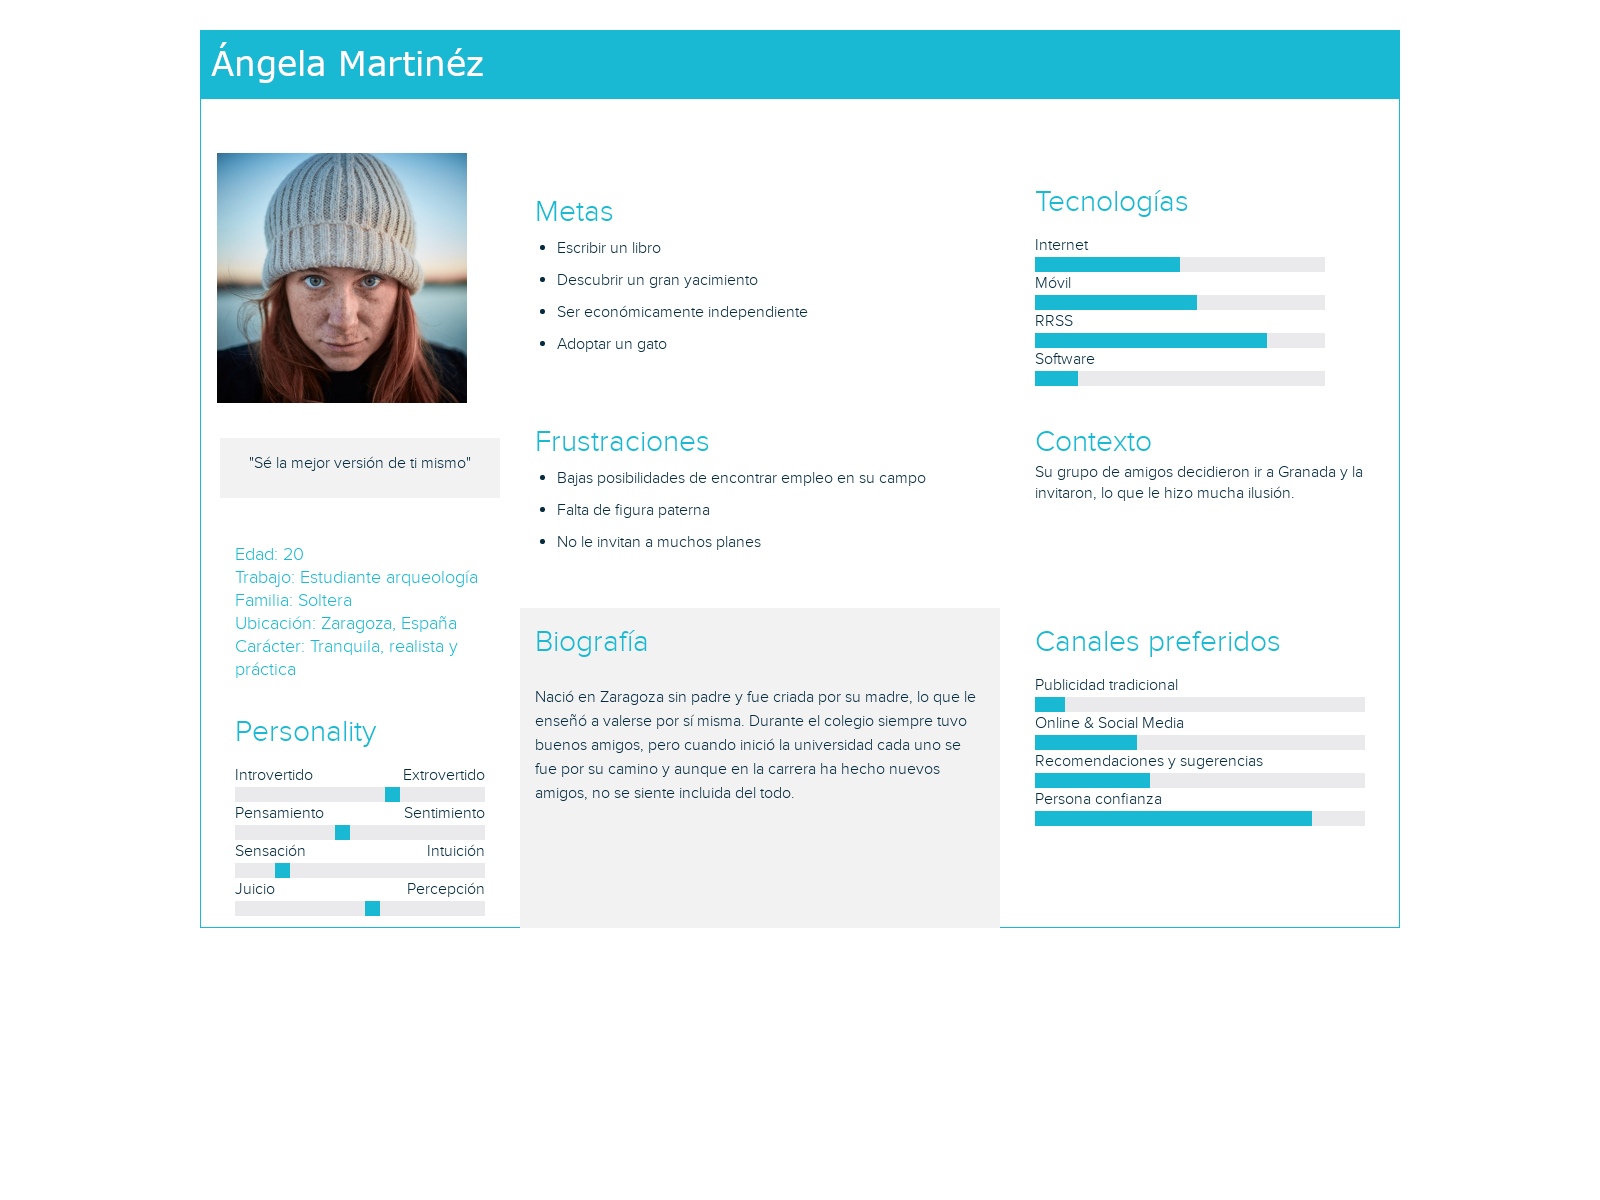 Ángela Martinéz
"Sé la mejor versión de ti mismo"
Edad: 20
Trabajo: Estudiante arqueología
Familia: Soltera
Ubicación: Zaragoza, España
Carácter: Tranquila, realista y
práctica
Personality
Introvertido Extrovertido
Pensamiento Sentimiento
Sensación Intuición
Juicio Percepción
Metas
Escribir un libro
Descubrir un gran yacimiento
Ser económicamente independiente
Adoptar un gato
Frustraciones
Bajas posibilidades de encontrar empleo en su campo
Falta de figura paterna
No le invitan a muchos planes
Biografía
Nació en Zaragoza sin padre y fue criada por su madre, lo que le
enseñó a valerse por sí misma. Durante el colegio siempre tuvo
buenos amigos, pero cuando inició la universidad cada uno se
fue por su camino y aunque en la carrera ha hecho nuevos
amigos, no se siente incluida del todo.
Tecnologías
Internet
Móvil
RRSS
Software
Contexto
Su grupo de amigos decidieron ir a Granada y la
invitaron, lo que le hizo mucha ilusión.
Canales preferidos
Publicidad tradicional
Online & Social Media
Recomendaciones y sugerencias
Persona confianza